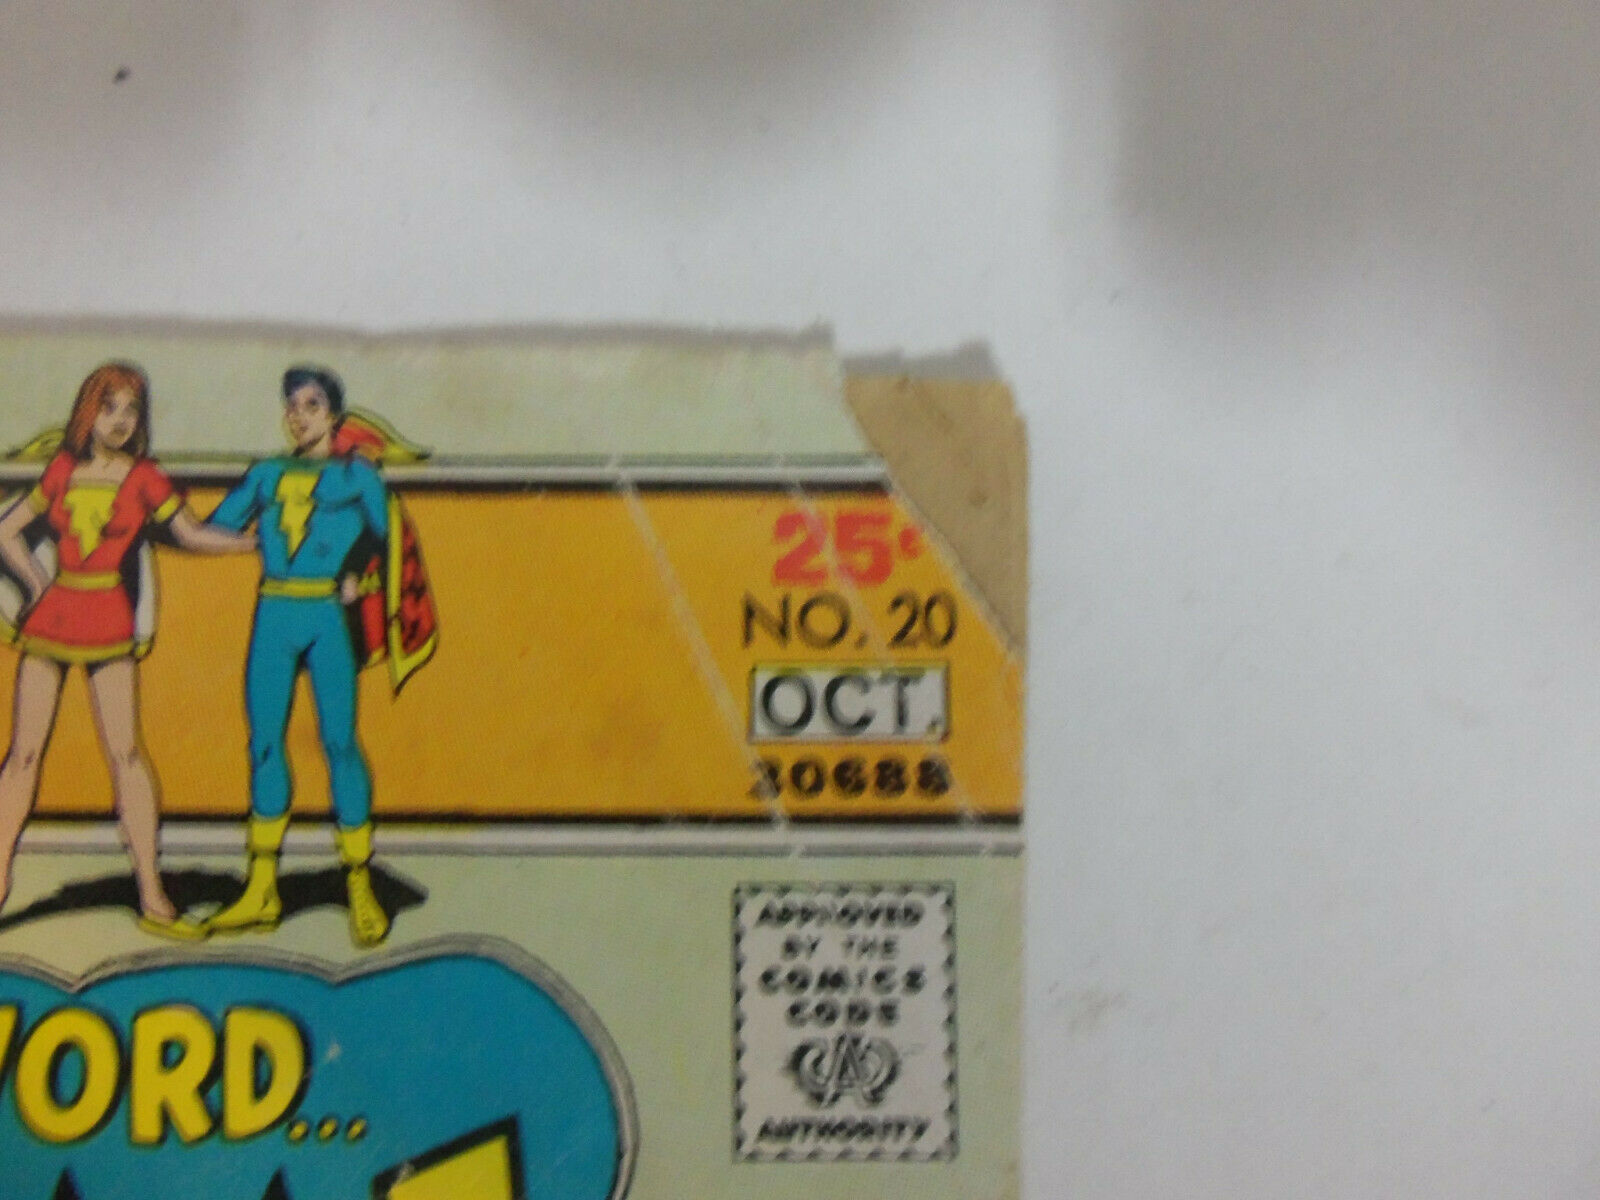 25¢
NO. 20
OCT.
30688
APPROVED
BY THE
COMICS
CODE
A
AUTHORITY
WORD...